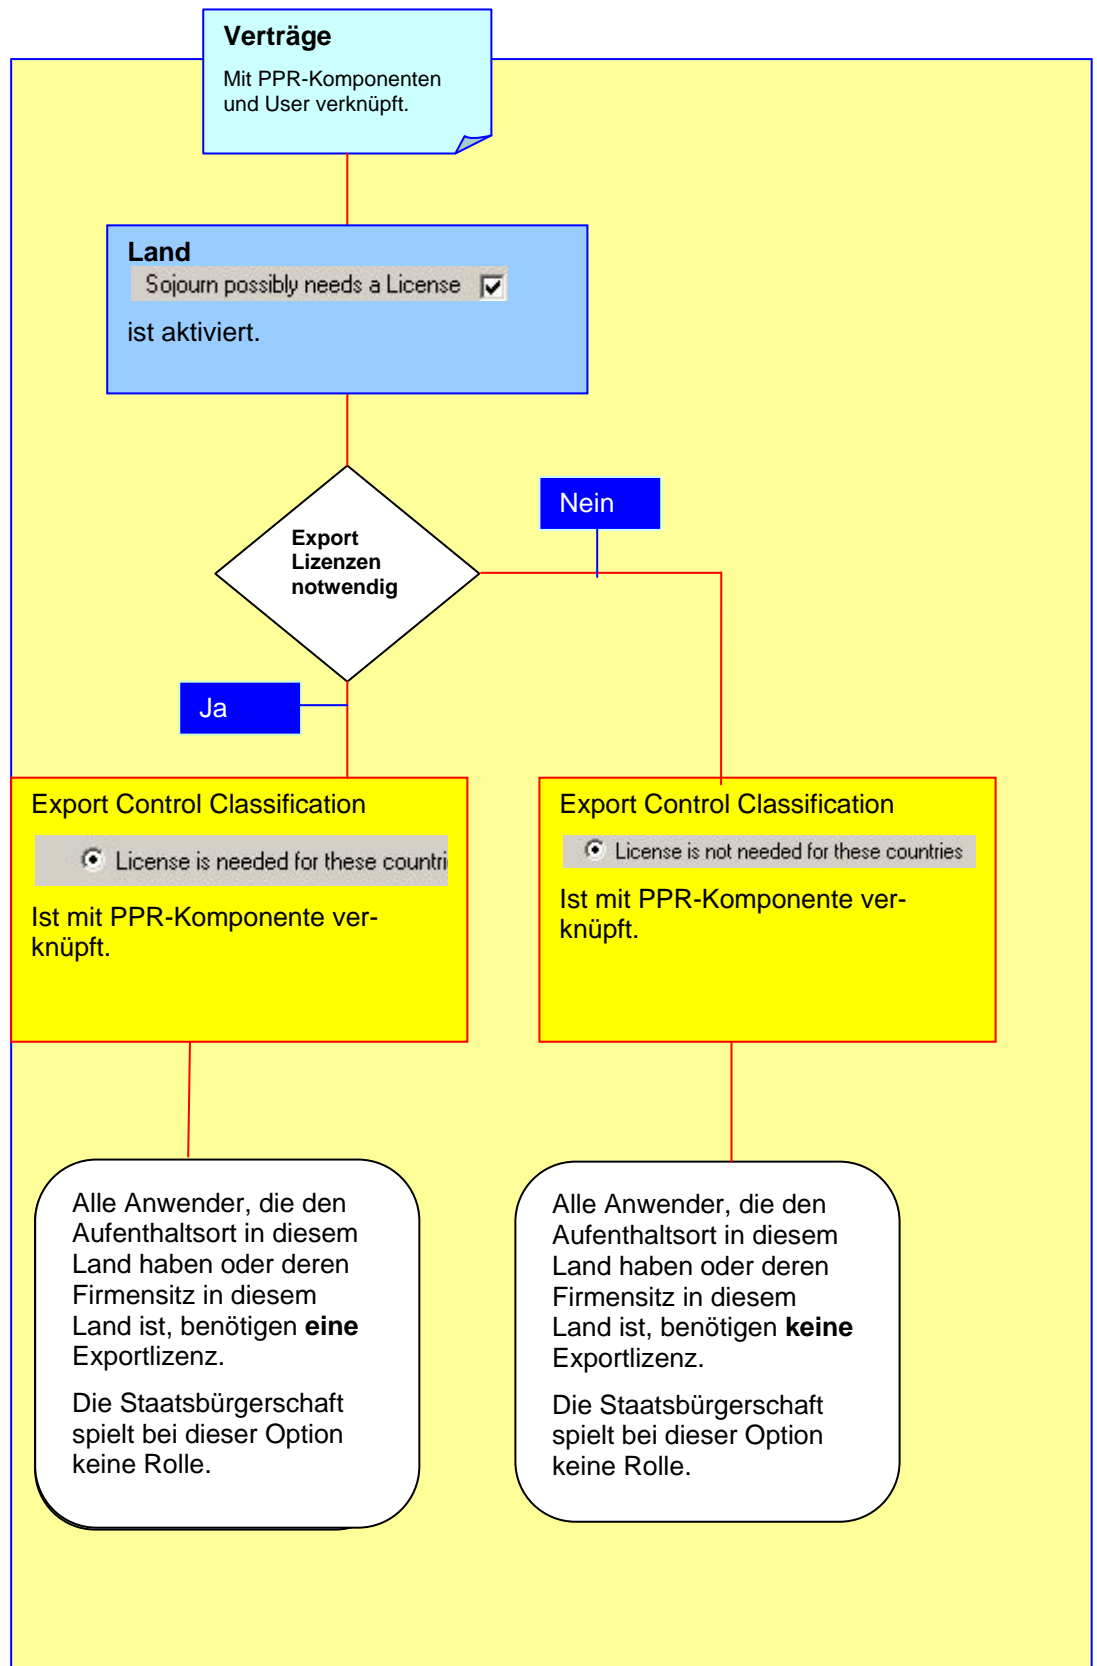 Verträge
Mit PPR-Komponenten
und User verknüpft.
Land
Sojourn possibly needs a License
ist aktiviert.
Export
Lizenzen
notwendig
Nein
Ja
Export Control Classification
License is needed for these countri
Ist mit PPR-Komponente ver-
knüpft.
Export Control Classification
License is not needed for these countries
Ist mit PPR-Komponente ver-
knüpft.
Alle Anwender, die den
Aufenthaltsort in diesem
Land haben oder deren
Firmensitz in diesem
Land ist, benötigen eine
Exportlizenz.
Die Staatsbürgerschaft
spielt bei dieser Option
keine Rolle.
Alle Anwender, die den
Aufenthaltsort in diesem
Land haben oder deren
Firmensitz in diesem
Land ist, benötigen keine
Exportlizenz.
Die Staatsbürgerschaft
spielt bei dieser Option
keine Rolle.